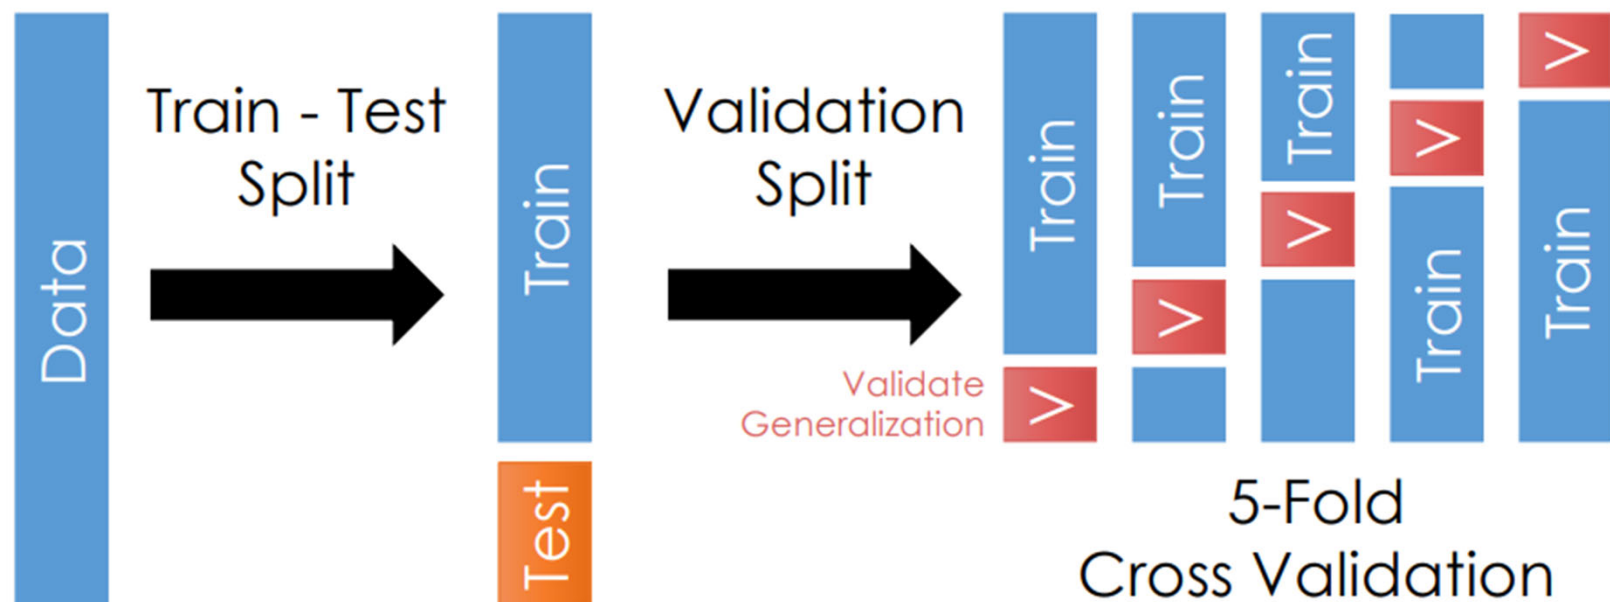 Data
Train - Test
Split
Train
Test
Validation
Split
Validate
Generalization
Train
V
Train
V
Train
V
V
Train
V
Train
5-Fold
Cross Validation